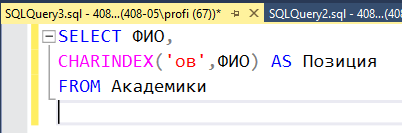 SQLQuery3.sql - 408...(408-05\profi (67))* SQLQuery2.sql - 408...(408
SELECT ФИО,
CHARINDEX('ов',ФИО) AS Позиция
FROM Академики